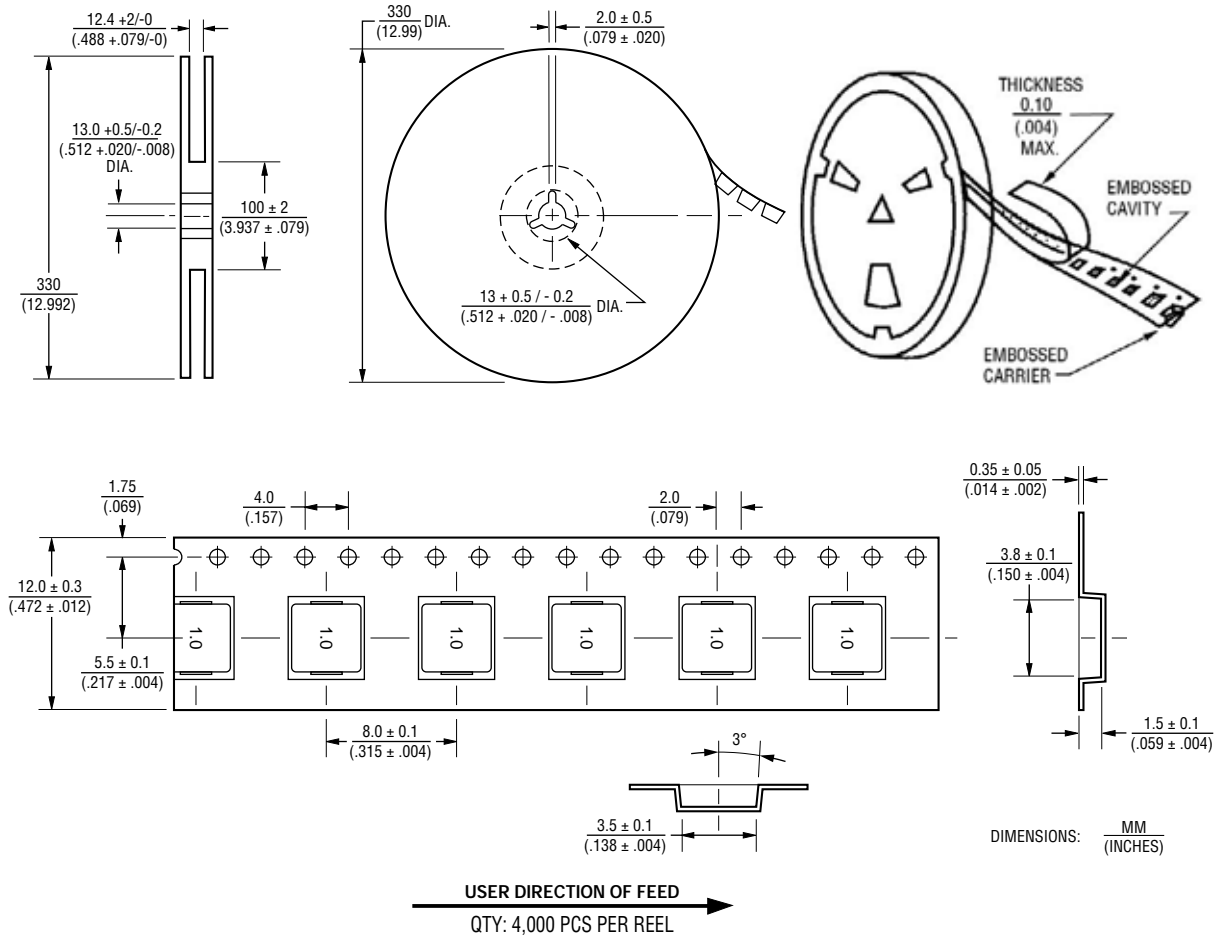 12.4 +2/-0
(.488 +.079/-0)
330
(12.99)
DIA.
2.0 ± 0.5
(.079 ± .020)
13.0 +0.5/-0.2
(.512 +.020/-.008)
DIA.
100 ± 2
(3.937 ± .079)
330
(12.992)
13 + 0.5 / - 0.2
(.512 + .020 / - .008)
DIA.
THICKNESS
0.10
(.004)
MAX.
EMBOSSED
CAVITY
EMBOSSED
CARRIER
1.75
(.069)
4.0
(.157)
2.0
(.079)
0.35 ± 0.05
(.014 ± .002)
12.0 ± 0.3
(.472 ± .012)
3.8 ± 0.1
(.150 ± .004)
1.0
1.0
1.0
1.0
1.0
1.0
5.5 ± 0.1
(.217 ± .004)
8.0 ± 0.1
(.315 ± .004)
1.5 ± 0.1
(.059 ± .004)
3°
3.5 ± 0.1
(.138 ± .004)
DIMENSIONS:
MM
(INCHES)
USER DIRECTION OF FEED
QTY: 4,000 PCS PER REEL